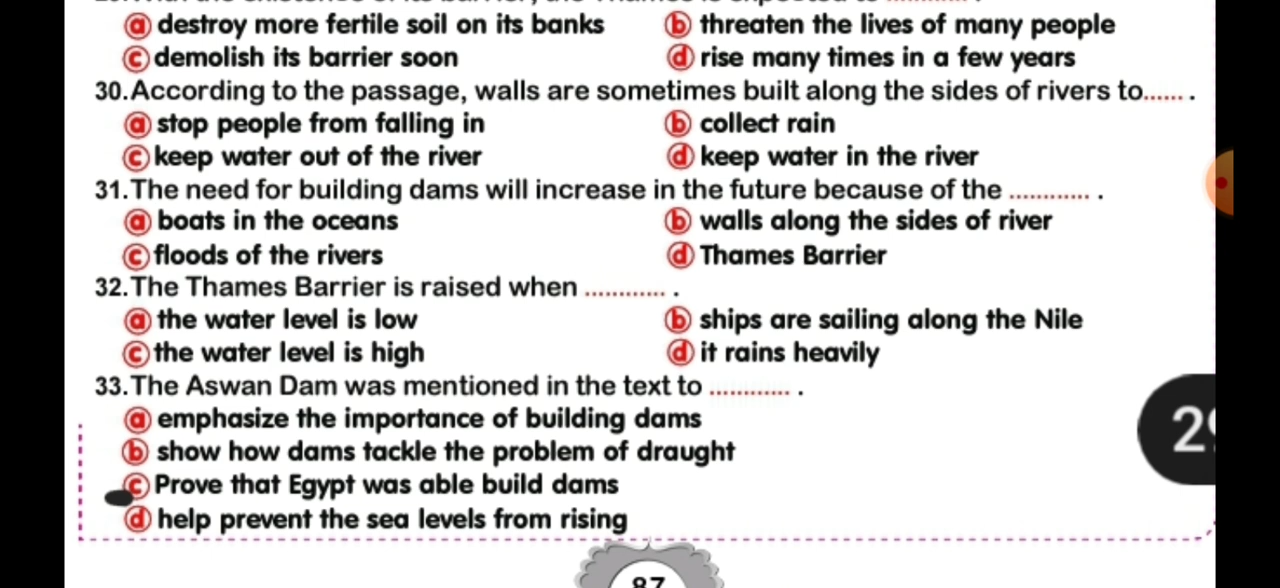 ⓐ destroy more fertile soil on its banks ⓑ threaten the lives of many people
ⓒ demolish its barrier soon ⓓ rise many times in a few years
30.According to the passage, walls are sometimes built along the sides of rivers to...... .
ⓐ stop people from falling in ⓑ collect rain
ⓒ keep water out of the river ⓓ keep water in the river
31.The need for building dams will increase in the future because of the ............ .
ⓐ boats in the oceans ⓑ walls along the sides of river
ⓒ floods of the rivers ⓓ Thames Barrier
32.The Thames Barrier is raised when ............ .
ⓐ the water level is low ⓑ ships are sailing along the Nile
ⓒ the water level is high ⓓ it rains heavily
33.The Aswan Dam was mentioned in the text to ............ .
ⓐ emphasize the importance of building dams
ⓑ show how dams tackle the problem of draught
ⓒ Prove that Egypt was able build dams
ⓓ help prevent the sea levels from rising
87